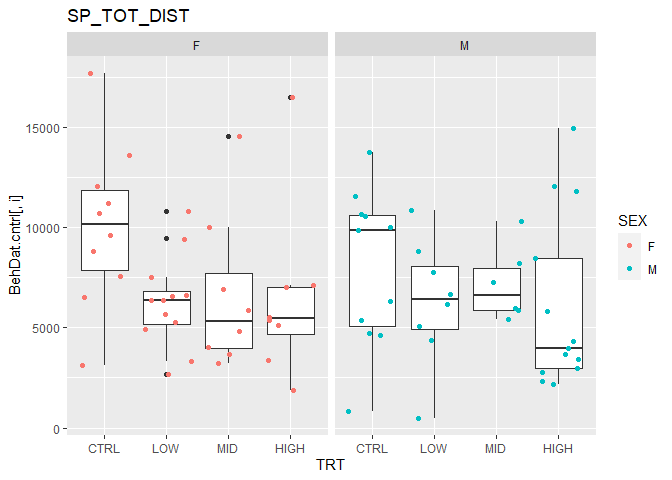 SP_TOT_DIST
F
M
15000
10000
5000
0
BehDat.cntrl[, i]
CTRL
LOW
MID
HIGH
CTRL
LOW
MID
HIGH
TRT
SEX
F
M